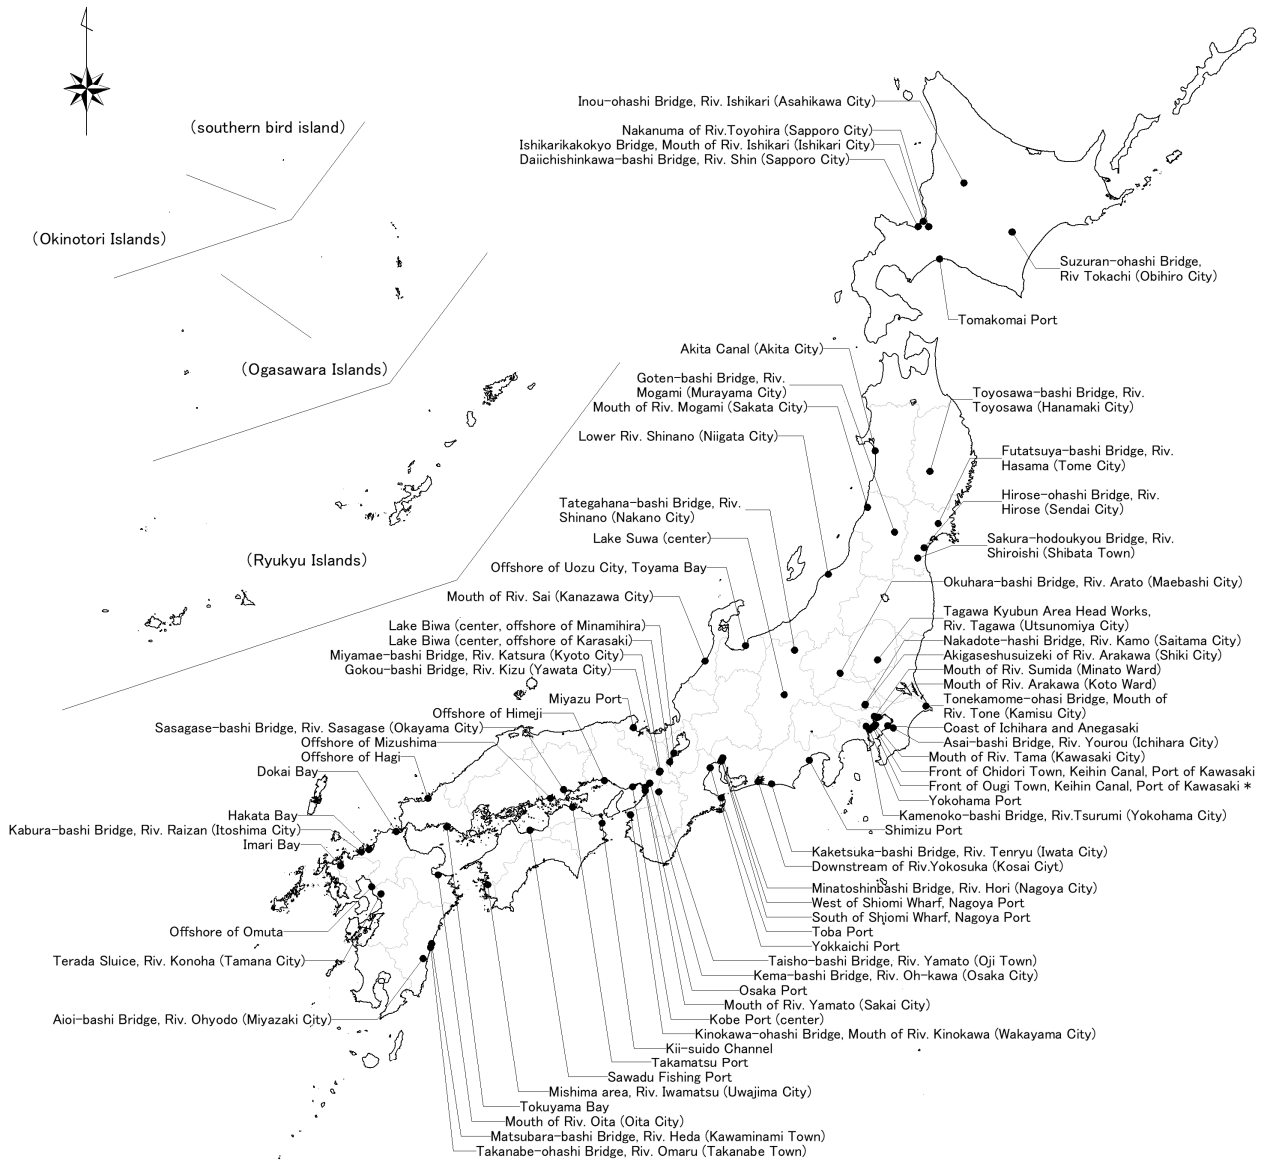 (southern bird island)
(Okinotori Islands)
(Ogasawara Islands)
(Ryukyu Islands)
Inou-ohashi Bridge, Riv. Ishikari (Asahikawa City)
Nakanuma of Riv.Toyohira (Sapporo City)
Ishikarikakokyo Bridge, Mouth of Riv. Ishikari (Ishikari City)
Daiichishinkawa-bashi Bridge, Riv. Shin (Sapporo City)
Suzuran-ohashi Bridge,
Riv Tokachi (Obihiro City)
Tomakomai Port
Akita Canal (Akita City)
Goten-bashi Bridge, Riv.
Mogami (Murayama City)
Mouth of Riv. Mogami (Sakata City)
Lower Riv. Shinano (Niigata City)
Tategahana-bashi Bridge, Riv.
Shinano (Nakano City)
Lake Suwa (center)
Offshore of Uozu City, Toyama Bay
Mouth of Riv. Sai (Kanazawa City)
Lake Biwa (center, offshore of Minamihira)
Lake Biwa (center, offshore of Karasaki)
Miyamae-bashi Bridge, Riv. Katsura (Kyoto City)
Gokou-bashi Bridge, Riv. Kizu (Yawata City)
Miyazu Port
Offshore of Himeji
Sasagase-bashi Bridge, Riv. Sasagase (Okayama City)
Offshore of Mizushima
Offshore of Hagi
Dokai Bay
Hakata Bay
Kabura-bashi Bridge, Riv. Raizan (Itoshima City)
Imari Bay
Offshore of Omuta
Terada Sluice, Riv. Konoha (Tamana City)
Aioi-bashi Bridge, Riv. Ohyodo (Miyazaki City)
Toyosawa-bashi Bridge, Riv.
Toyosawa (Hanamaki City)
Futatsuya-bashi Bridge, Riv.
Hasama (Tome City)
Hirose-ohashi Bridge, Riv.
Hirose (Sendai City)
Sakura-hodoukyou Bridge, Riv.
Shiroishi (Shibata Town)
Okuhara-bashi Bridge, Riv. Arato (Maebashi City)
Tagawa Kyubun Area Head Works,
Riv. Tagawa (Utsunomiya City)
Nakadote-hashi Bridge, Riv. Kamo (Saitama City)
Akigaseshusuizeki of Riv. Arakawa (Shiki City)
Mouth of Riv. Sumida (Minato Ward)
Mouth of Riv. Arakawa (Koto Ward)
Tonekamome-ohasi Bridge, Mouth of
Riv. Tone (Kamisu City)
Coast of Ichihara and Anegasaki
Asai-bashi Bridge, Riv. Yourou (Ichihara City)
Mouth of Riv. Tama (Kawasaki City)
Front of Chidori Town, Keihin Canal, Port of Kawasaki
Front of Ougi Town, Keihin Canal, Port of Kawasaki *
Yokohama Port
Kamenoko-bashi Bridge, Riv.Tsurumi (Yokohama City)
Shimizu Port
Kaketsuka-bashi Bridge, Riv. Tenryu (Iwata City)
Downstream of Riv.Yokosuka (Kosai Ciyt)
Minatoshinbashi Bridge, Riv. Hori (Nagoya City)
West of Shiomi Wharf, Nagoya Port
South of Shiomi Wharf, Nagoya Port
Toba Port
Yokkaichi Port
Taisho-bashi Bridge, Riv. Yamato (Oji Town)
Kema-bashi Bridge, Riv. Oh-kawa (Osaka City)
Osaka Port
Mouth of Riv. Yamato (Sakai City)
Kobe Port (center)
Kinokawa-ohashi Bridge, Mouth of Riv. Kinokawa (Wakayama City)
Kii-suido Channel
Takamatsu Port
Sawadu Fishing Port
Mishima area, Riv. Iwamatsu (Uwajima City)
Tokuyama Bay
Mouth of Riv. Oita (Oita City)
Matsubara-bashi Bridge, Riv. Heda (Kawaminami Town)
Takanabe-ohashi Bridge, Riv. Omaru (Takanabe Town)